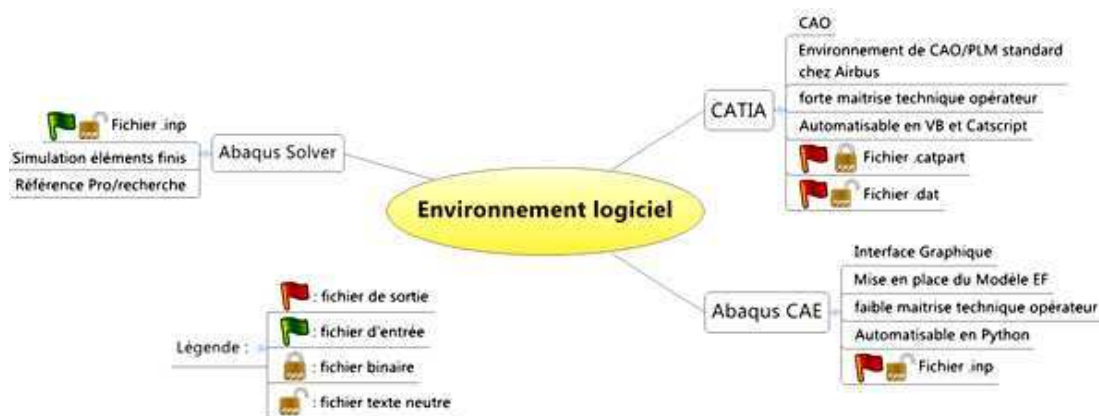 Environnement logiciel
CATIA
CAO
Environnement de CAO/PLM standard
chez Airbus
forte maitrise technique opérateur
Automatisable en VB et Catscript
Fichier .catpart
Fichier .dat
Abaqus CAE
Interface Graphique
Mise en place du Modèle EF
faible maitrise technique opérateur
Automatisable en Python
Fichier .inp
Abaqus Solver
Fichier .inp
Simulation éléments finis
Référence Pro/recherche
Légende :
: fichier de sortie
: fichier d'entrée
: fichier binaire
: fichier texte neutre